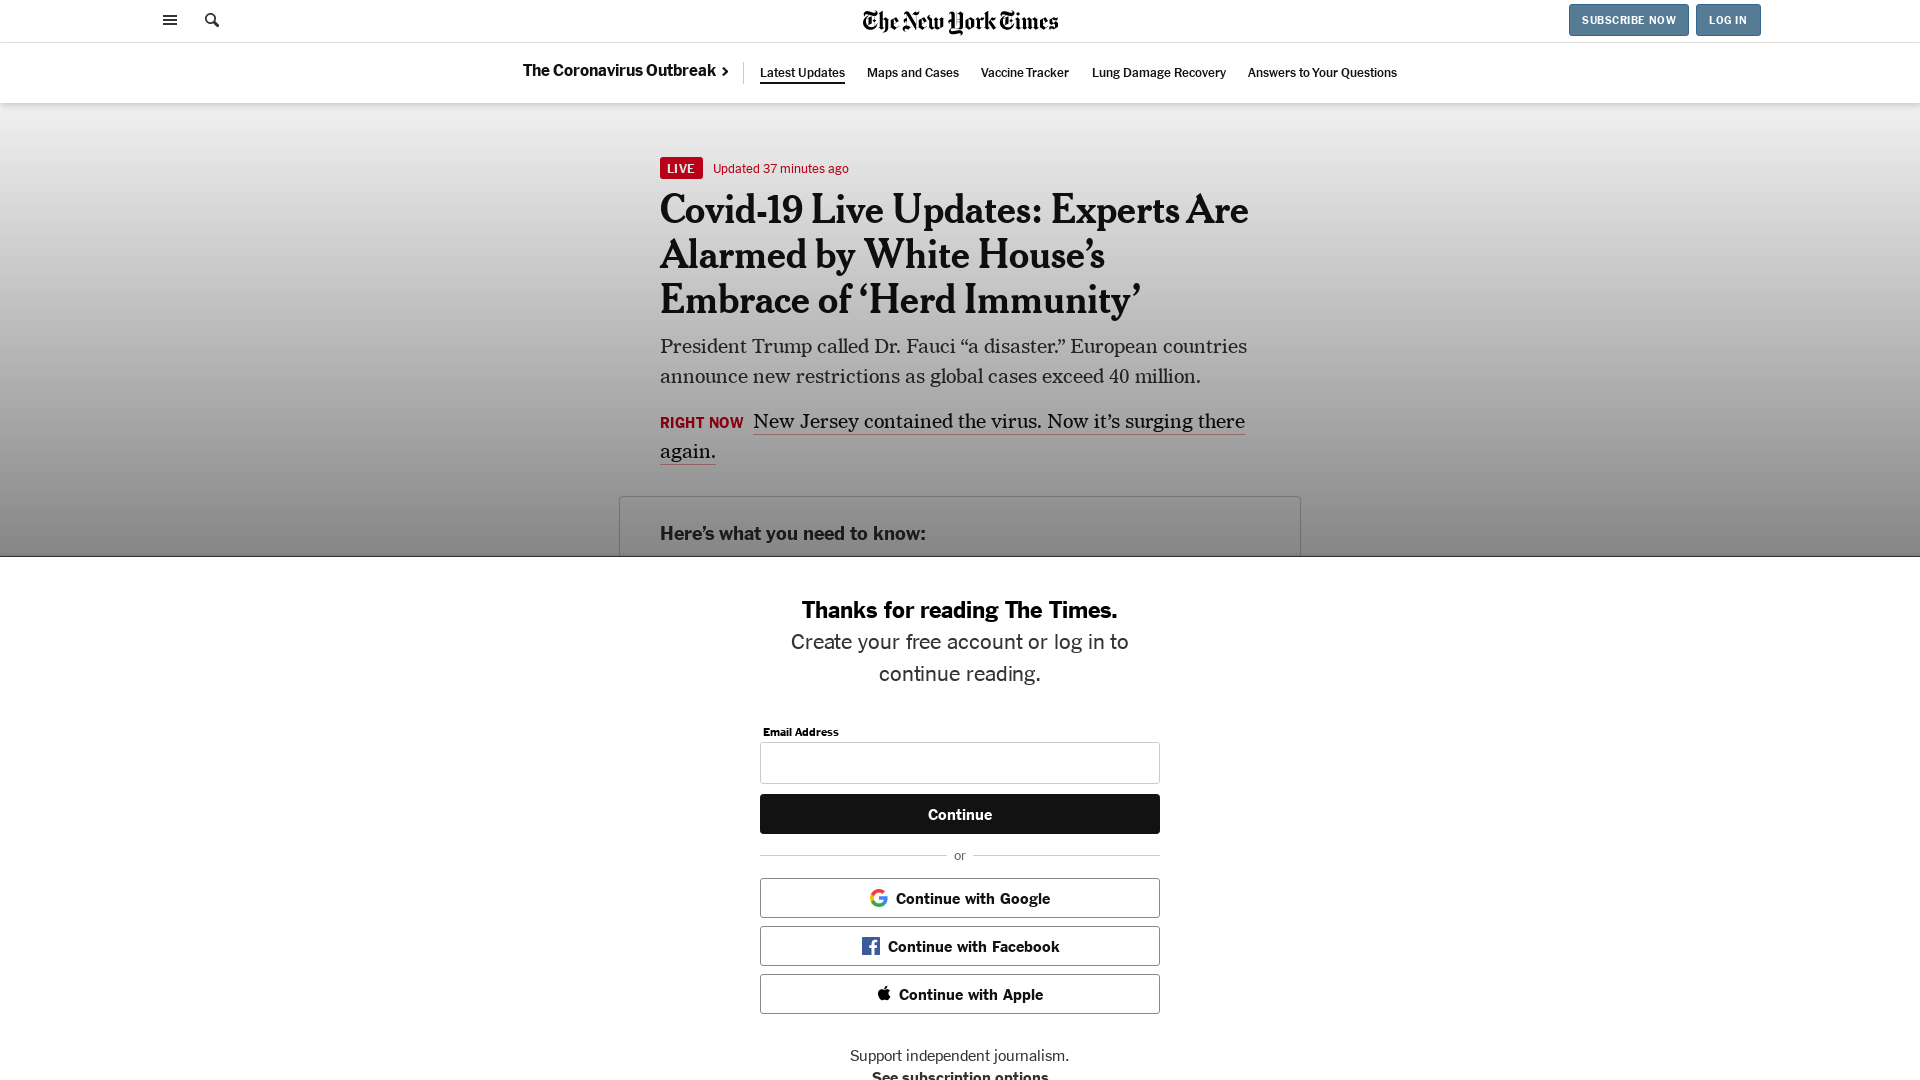 The New York Times
SUBSCRIBE NOW
LOG IN
The Coronavirus Outbreak
Latest Updates
Maps and Cases
Vaccine Tracker
Lung Damage Recovery
Answers to Your Questions
LIVE Updated 37 minutes ago
Covid-19 Live Updates: Experts Are
Alarmed by White House’s
Embrace of ‘Herd Immunity’
President Trump called Dr. Fauci “a disaster.” European countries
announce new restrictions as global cases exceed 40 million.
RIGHT NOW New Jersey contained the virus. Now it’s surging there
again.
Here’s what you need to know:
Thanks for reading The Times.
Create your free account or log in to
continue reading.
Email Address
Continue
or
Continue with Google
Continue with Facebook
Continue with Apple
Support independent journalism.
See subscription options